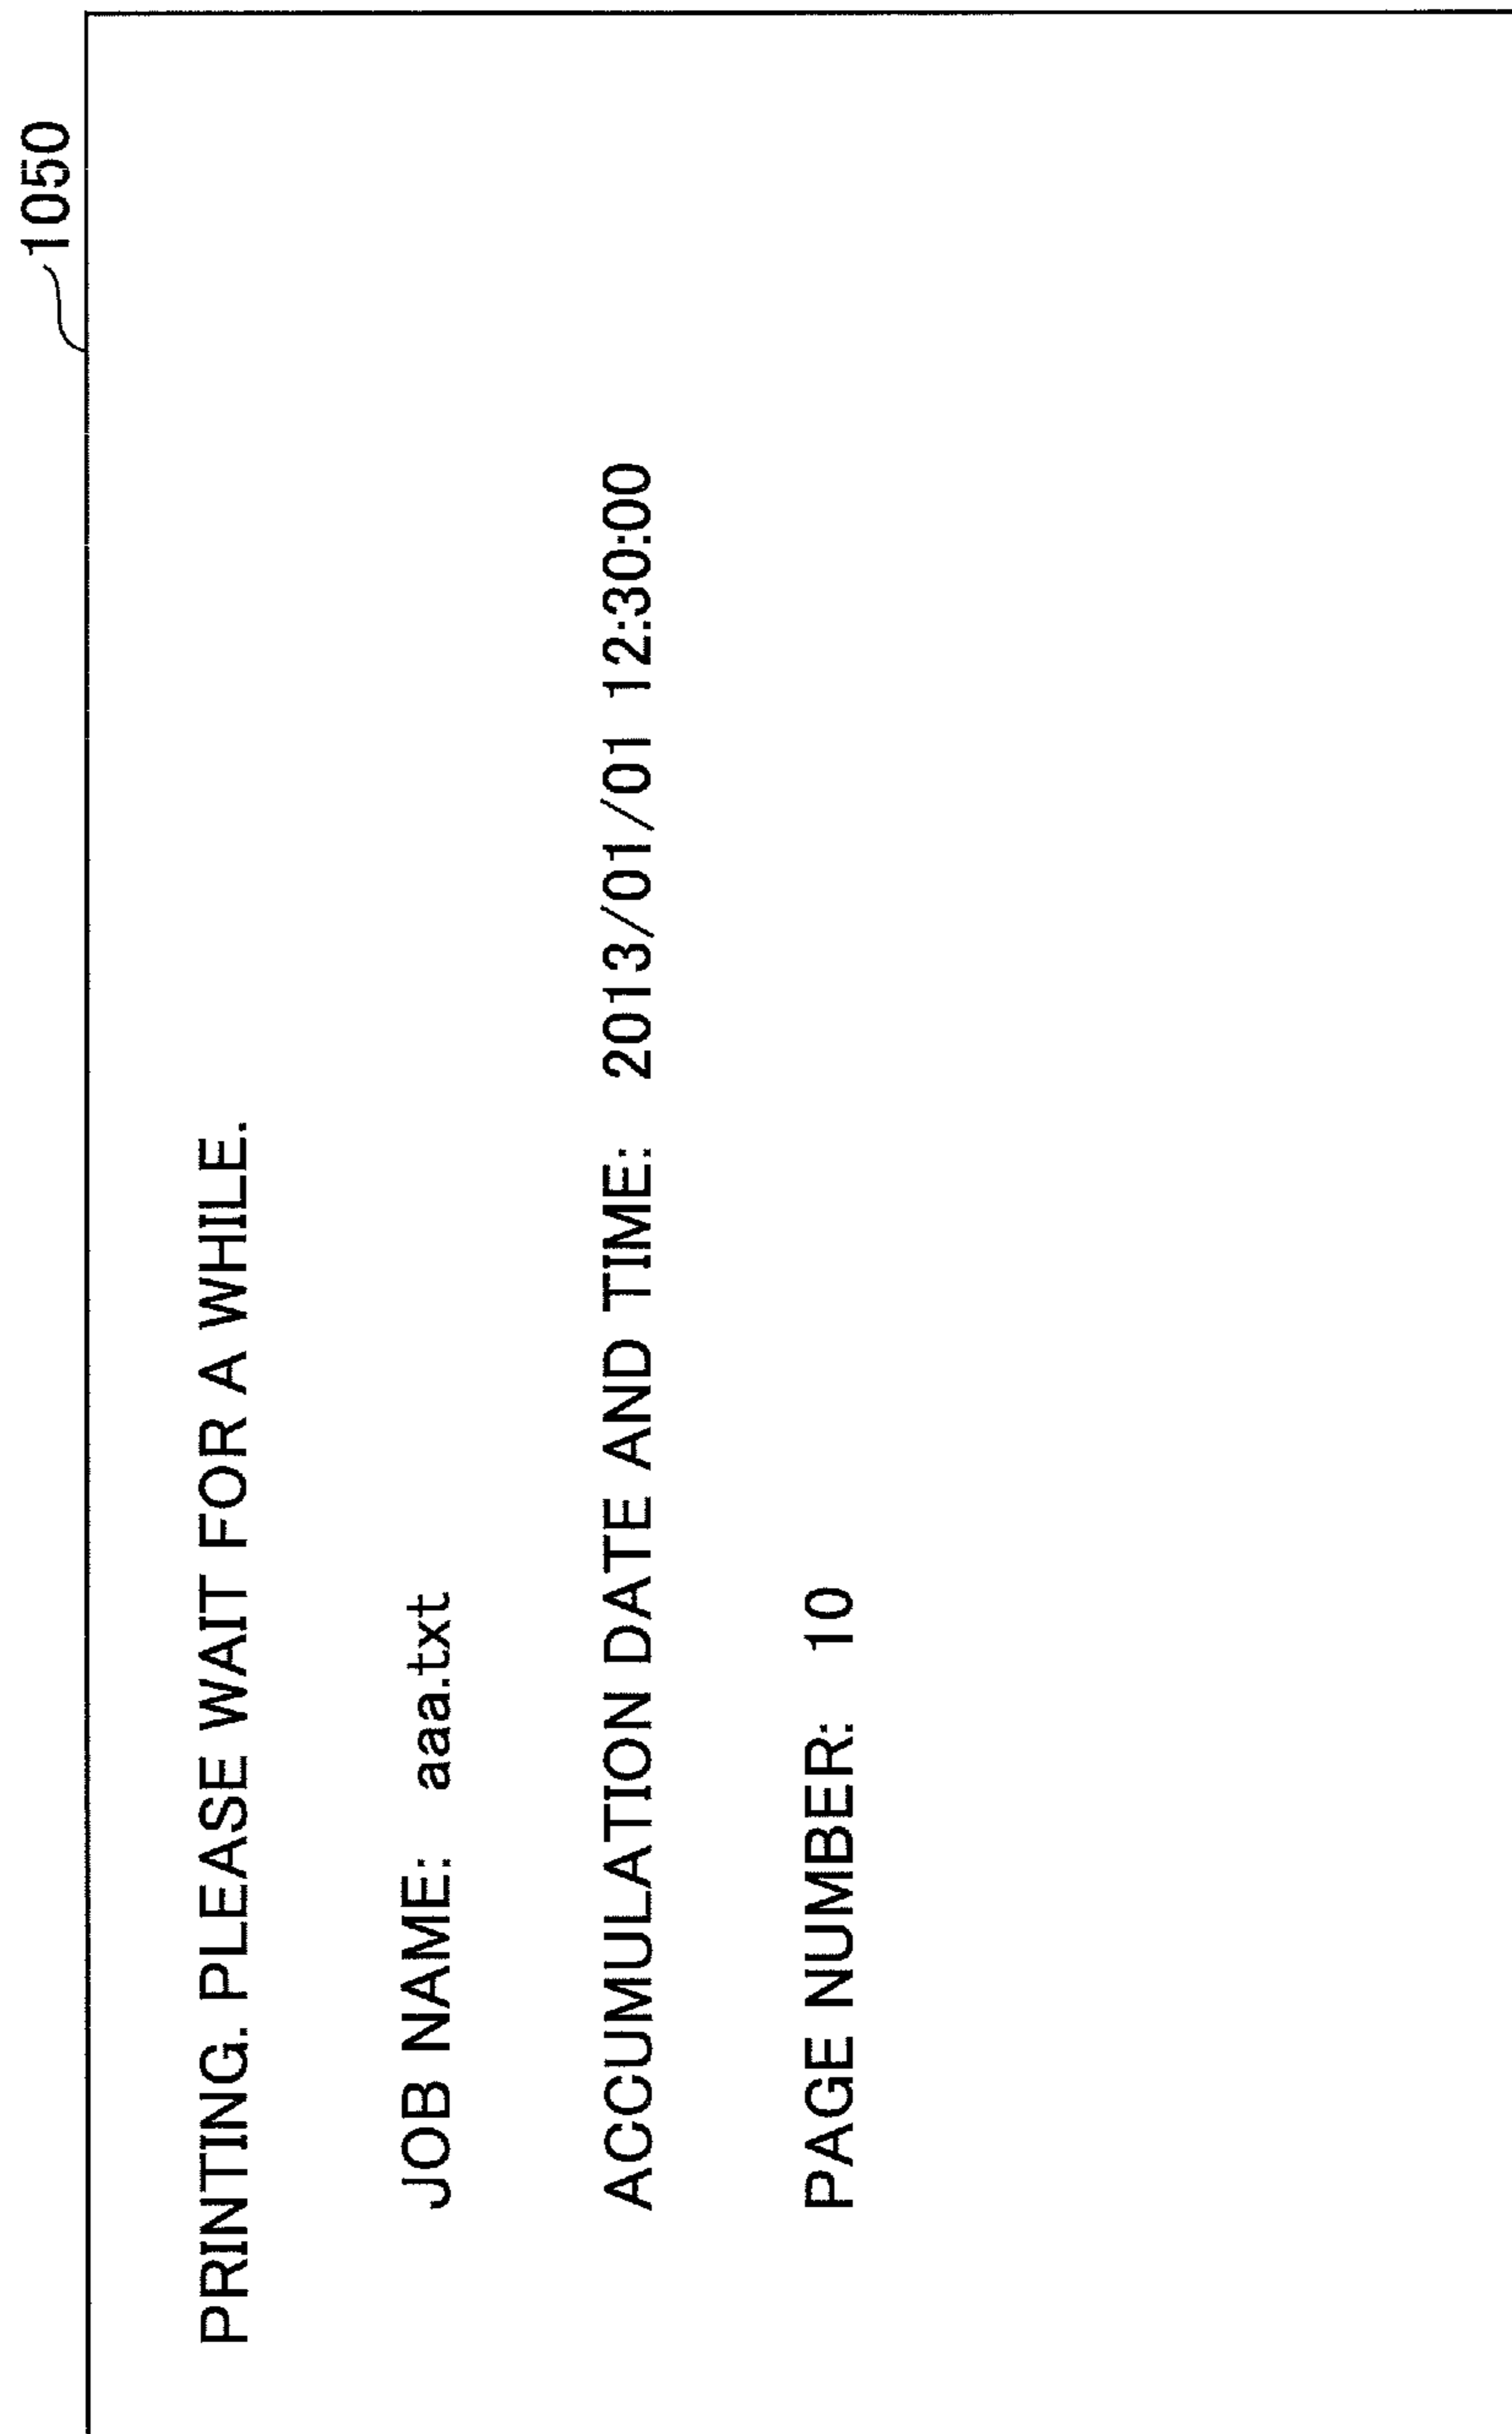 1050
PRINTING. PLEASE WAIT FOR A WHILE.
JOB NAME: aaa.txt
ACCUMULATION DATE AND TIME: 2013/01/01 12:30:00
PAGE NUMBER: 10